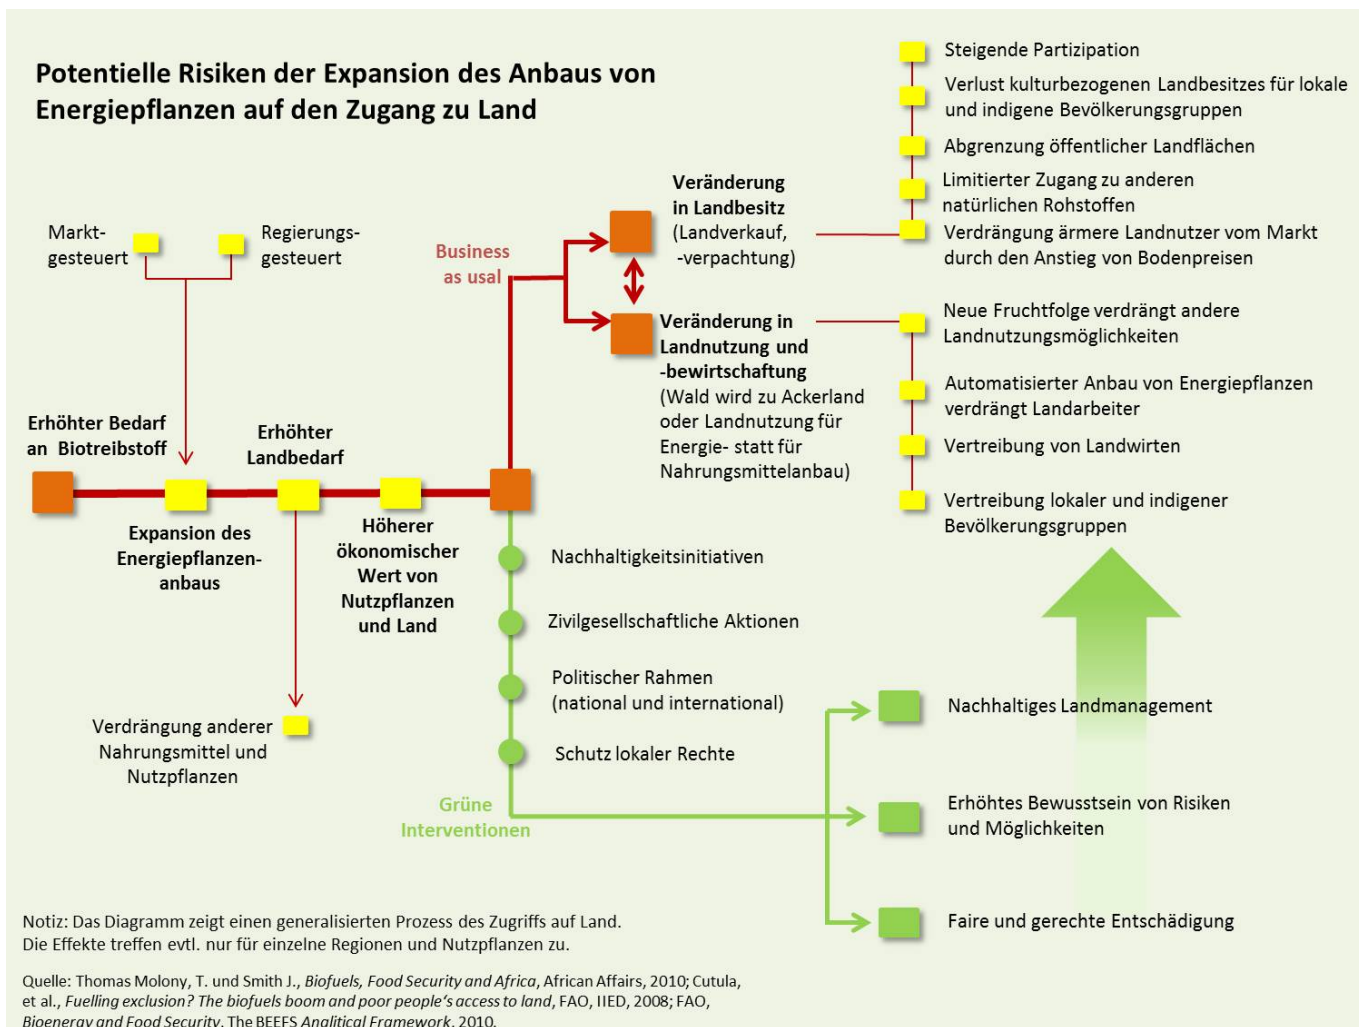 Potentielle Risiken der Expansion des Anbaus von
Energiepflanzen auf den Zugang zu Land
Markt-
gesteuert
Regierungs-
gesteuert
Erhöhter Bedarf
an Biotreibstoff
Expansion des
Energiepflanzen-
anbaus
Erhöhter
Landbedarf
Verdrängung anderer
Nahrungsmittel und
Nutzpflanzen
Höherer
ökonomischer
Wert von
Nutzpflanzen
und Land
Business
as usal
Veränderung
in Landbesitz
(Landverkauf,
-verpachtung)
Veränderung in
Landnutzung und
-bewirtschaftung
(Wald wird zu Ackerland
oder Landnutzung für
Energie- statt für
Nahrungsmittelanbau)
Steigende Partizipation
Verlust kulturbezogenen Landbesitzes für lokale
und indigene Bevölkerungsgruppen
Abgrenzung öffentlicher Landflächen
Limitierter Zugang zu anderen
natürlichen Rohstoffen
Verdrängung ärmere Landnutzer vom Markt
durch den Anstieg von Bodenpreisen
Neue Fruchtfolge verdrängt andere
Landnutzungsmöglichkeiten
Automatisierter Anbau von Energiepflanzen
verdrängt Landarbeiter
Vertreibung von Landwirten
Vertreibung lokaler und indigener
Bevölkerungsgruppen
Nachhaltigkeitsinitiativen
Zivilgesellschaftliche Aktionen
Politischer Rahmen
(national und international)
Schutz lokaler Rechte
Grüne
Interventionen
Nachhaltiges Landmanagement
Erhöhtes Bewusstsein von Risiken
und Möglichkeiten
Faire und gerechte Entschädigung
Notiz: Das Diagramm zeigt einen generalisierten Prozess des Zugriffs auf Land.
Die Effekte treffen evtl. nur für einzelne Regionen und Nutzpflanzen zu.
Quelle: Thomas Molony, T. und Smith J., Biofuels, Food Security and Africa, African Affairs, 2010; Cutula,
et al., Fuelling exclusion? The biofuels boom and poor people's access to land, FAO, IIED, 2008; FAO,
Bioenergy and Food Security. The BEEFS Analitical Framework, 2010.